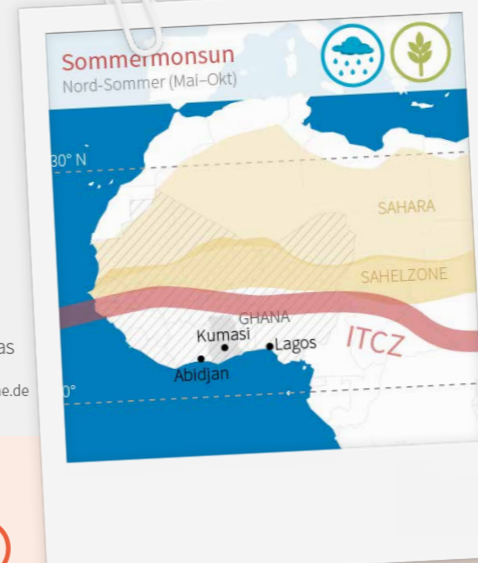 Sommermonsun
Nord-Sommer (Mai–Okt)
30° N
SAHARA
SAHELZONE
GHANA
ITCZ
Kumasi
Lagos
Abidjan
0°
as
e.de